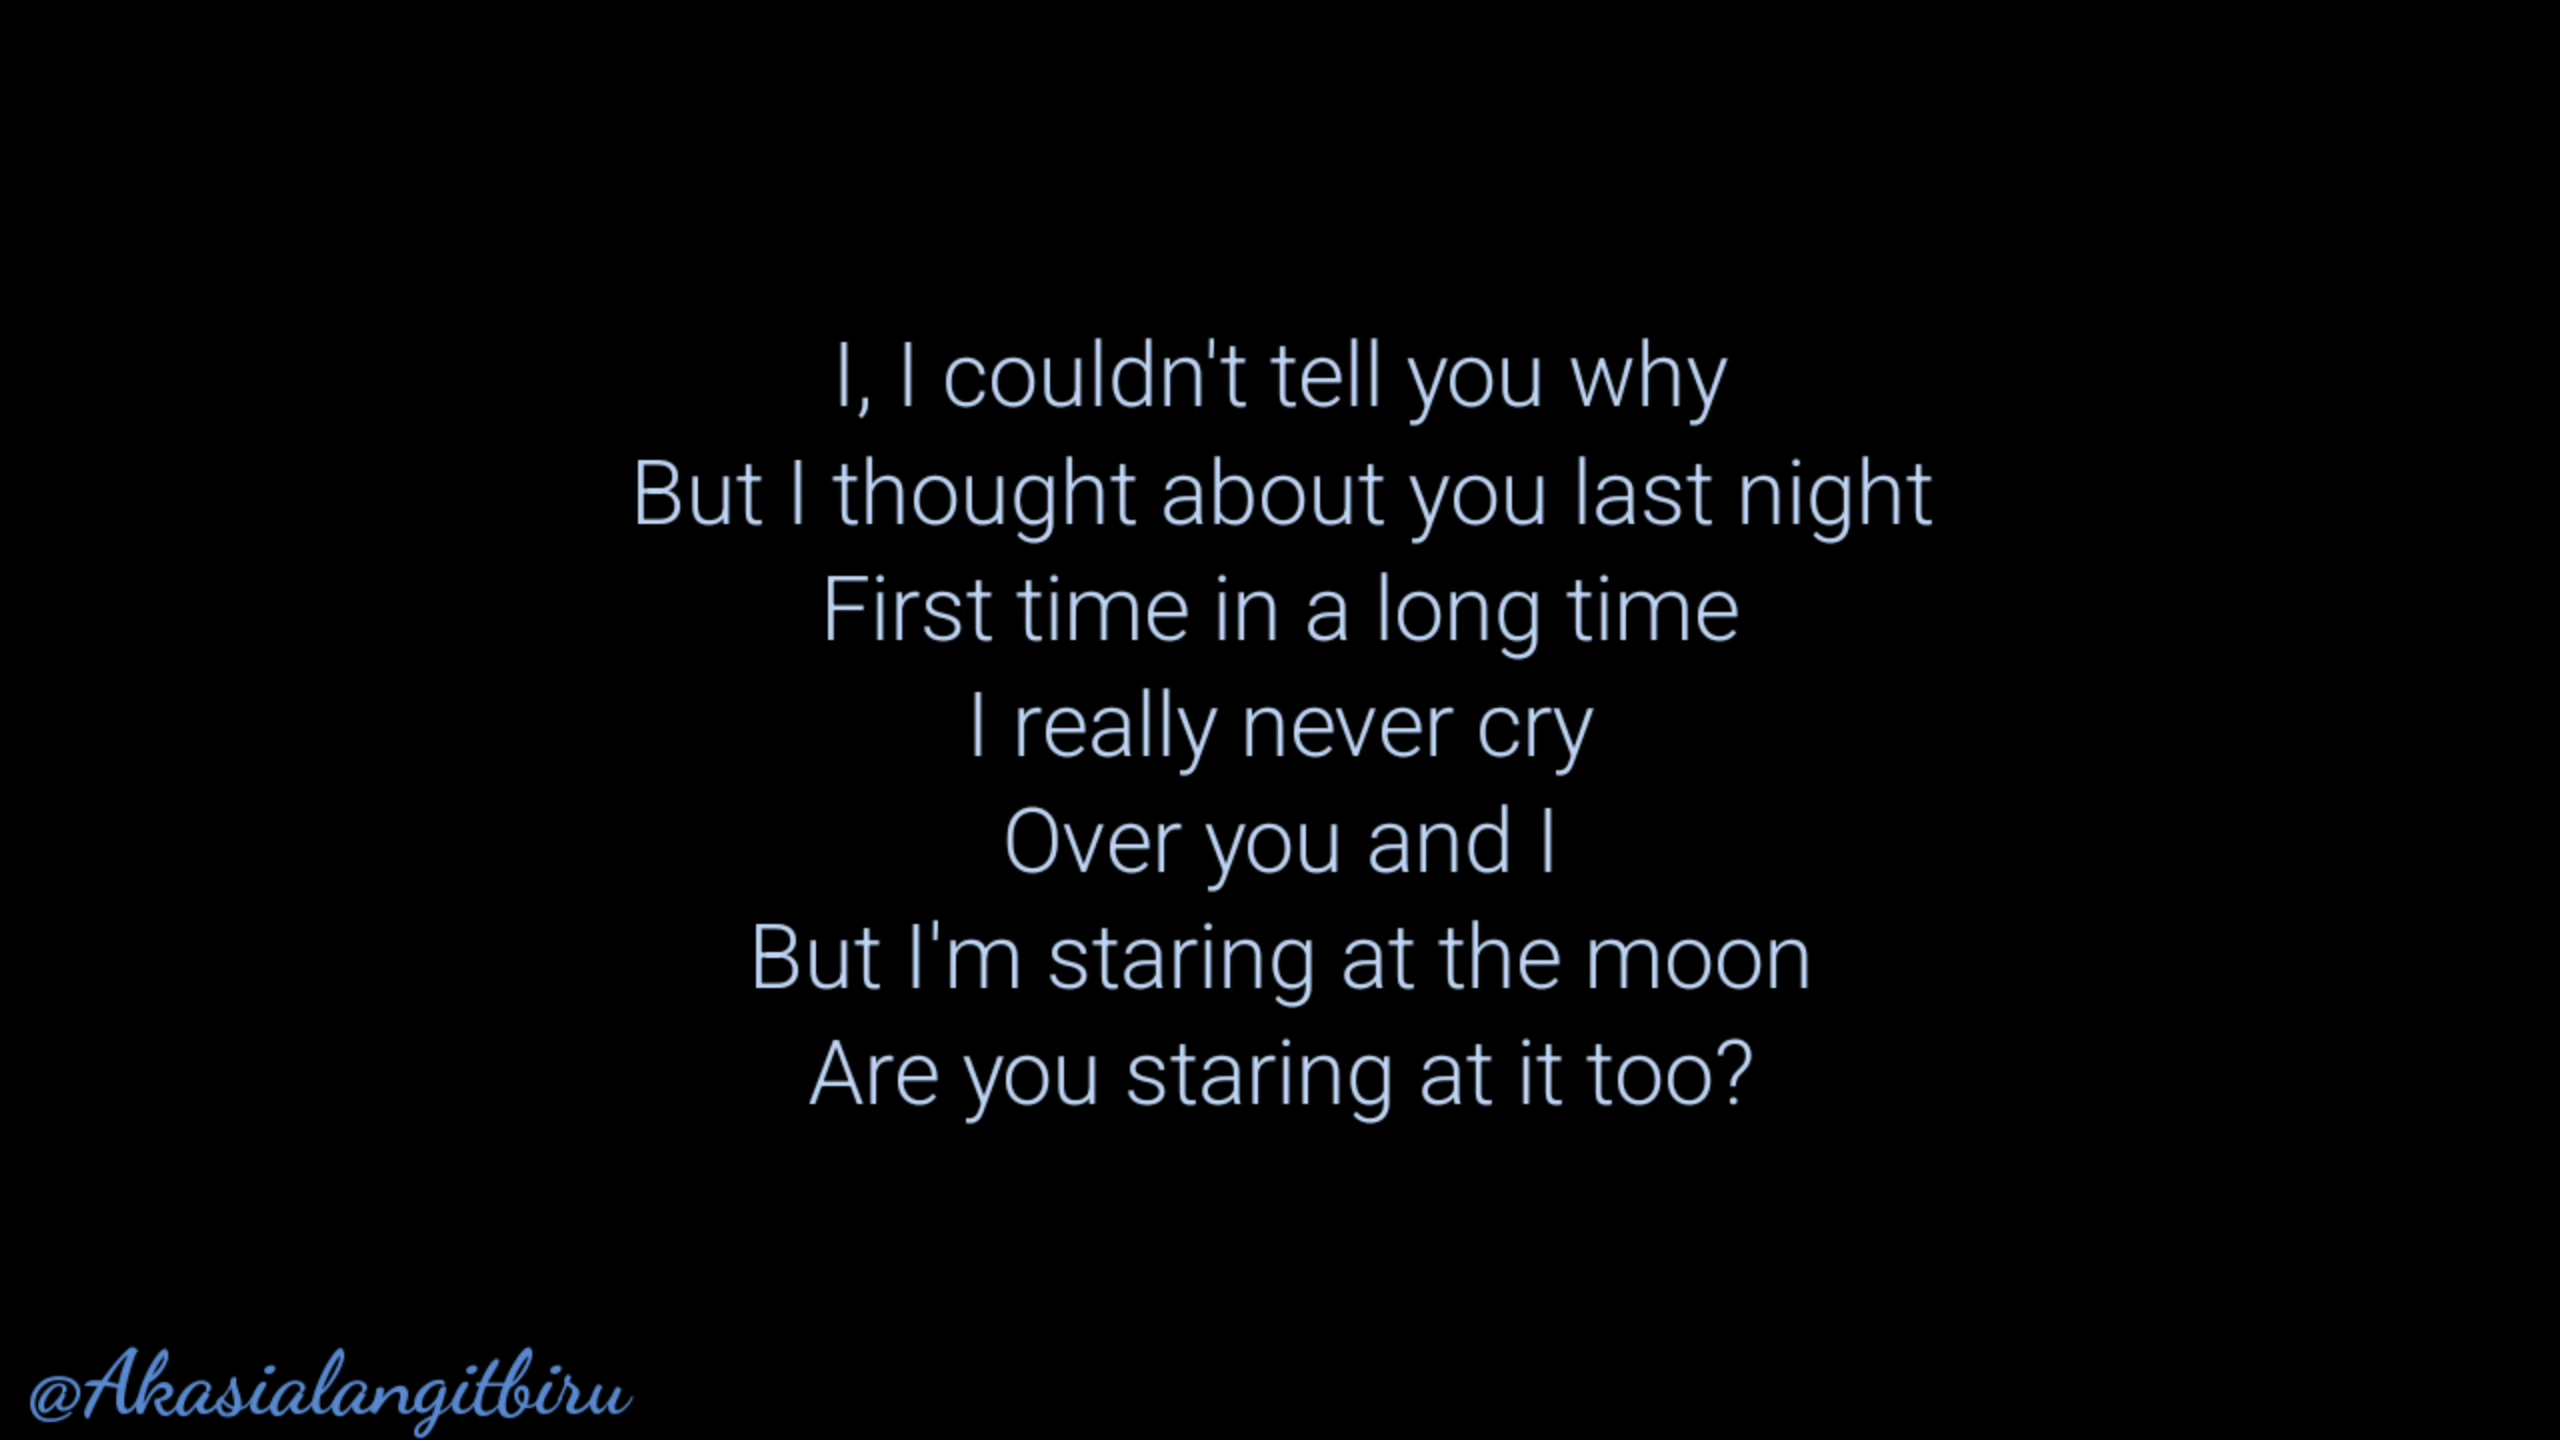 I, I couldn't tell you why
But I thought about you last night
First time in a long time
I really never cry
Over you and I
But I'm staring at the moon
Are you staring at it too?
@Akasialangitbiru